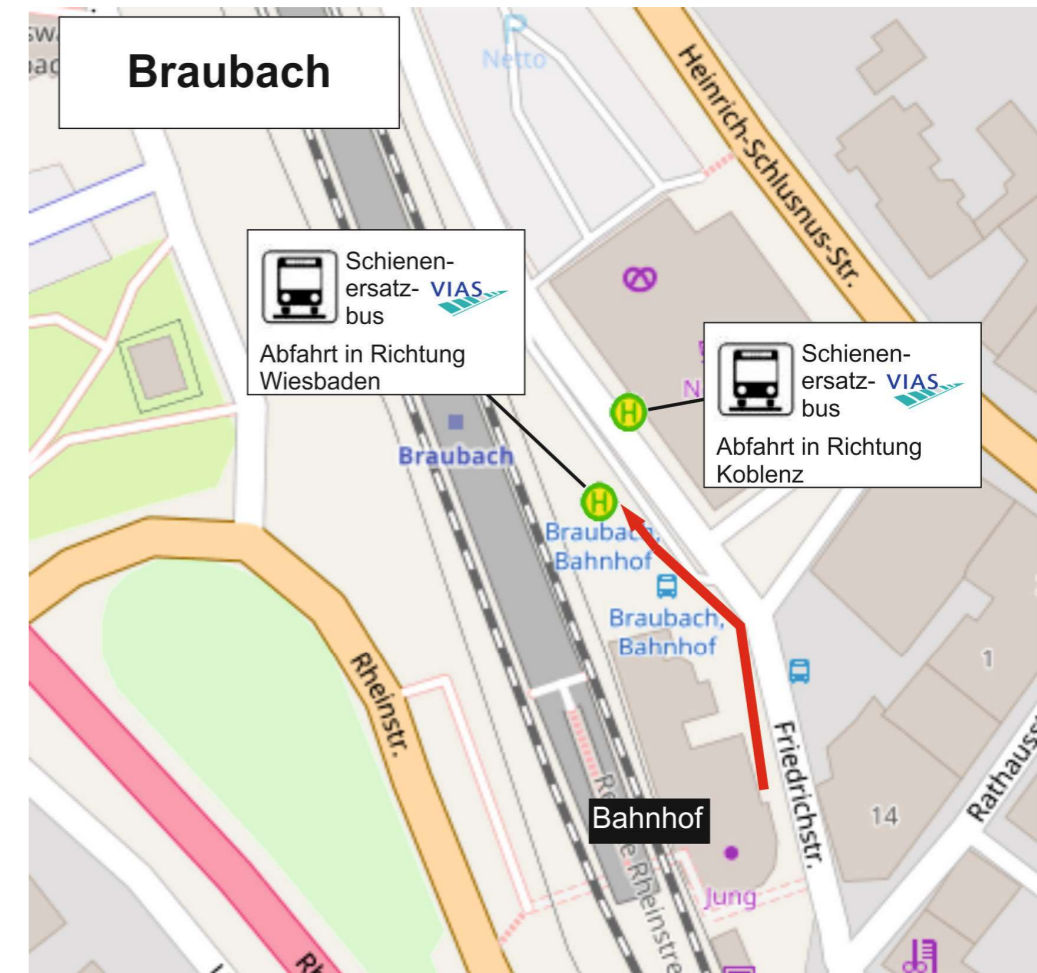 Braubach
Netto
Heinrich-Schlusnus-Str.
Schienen-
ersatz-
bus
VIAS
Abfahrt in Richtung
Wiesbaden
Schienen-
ersatz-
bus
VIAS
Abfahrt in Richtung
Koblenz
H
Braubach
H
Braubach,
Bahnhof
Braubach,
Bahnhof
1
Rheinstr.
Friedrichstr.
14
Bahnhof
Jung